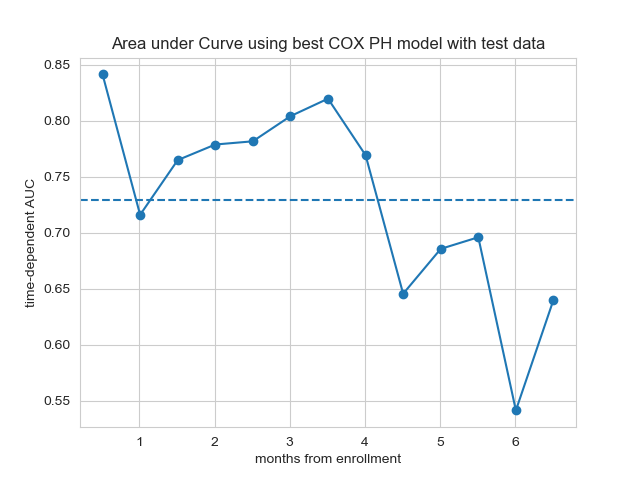 Area under Curve using best COX PH model with test data
0.85
0.80
0.75
0.70
0.65
0.60
0.55
time-dependent AUC
1 2 3 4 5 6
months from enrollment